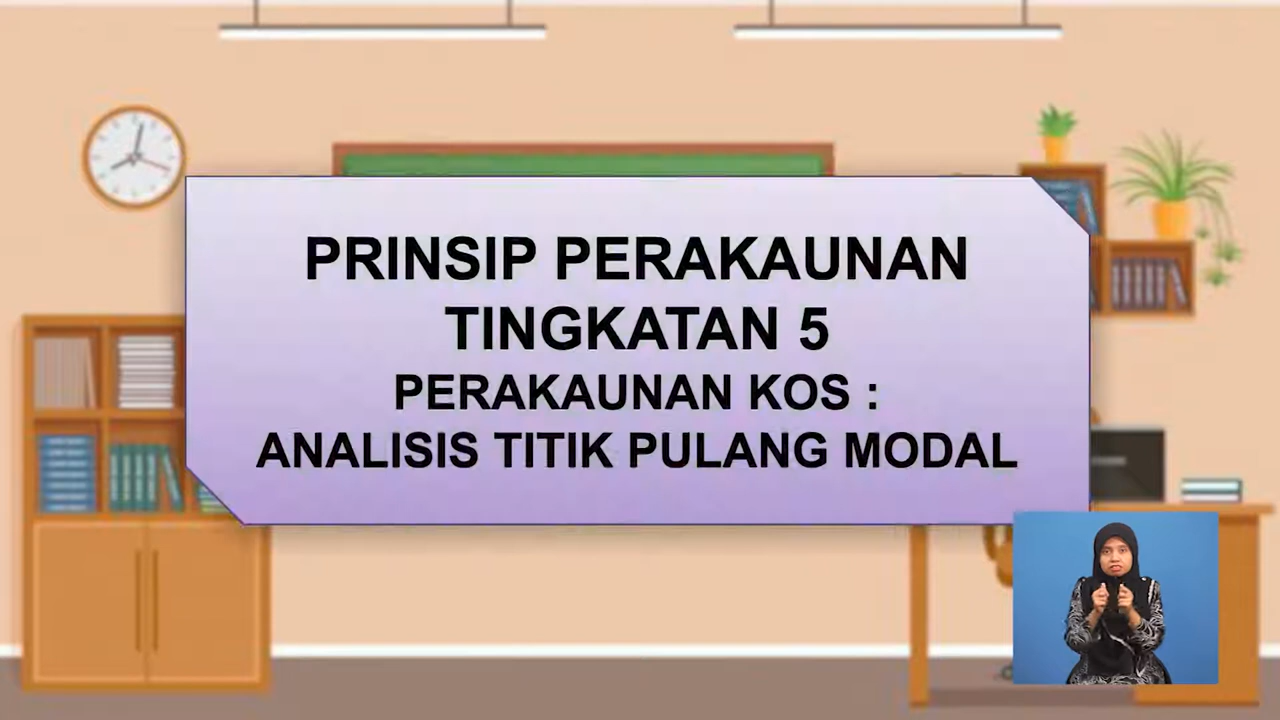 PRINSIP PERAKAUNAN
TINGKATAN 5
PERAKAUNAN KOS :
ANALISIS TITIK PULANG MODAL